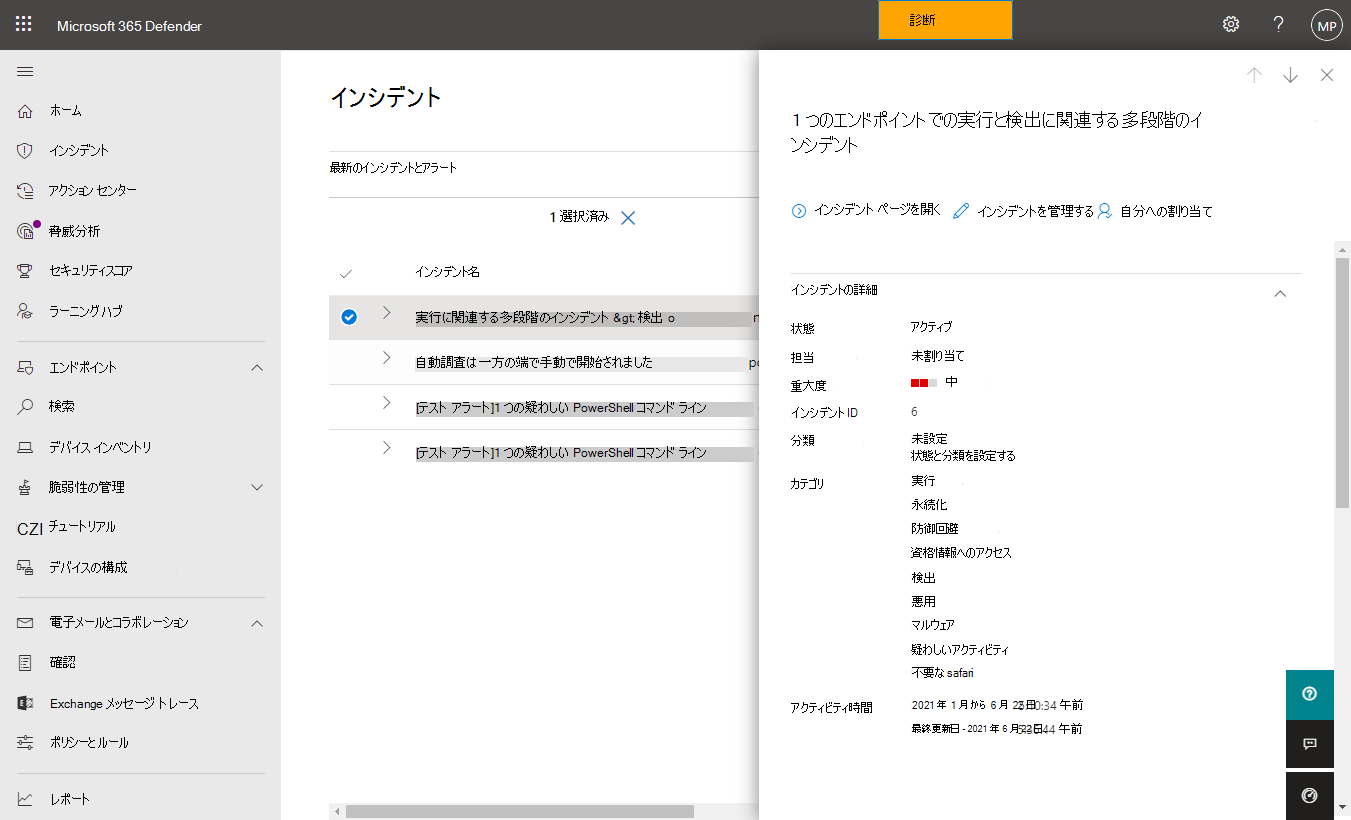 Microsoft 365 Defender
診断
?
MP
ホーム
インシデント
アクション センター
脅威分析
セキュリティスコア
ラーニング ハブ
エンドポイント
検索
デバイス インベントリ
脆弱性の管理
CZI チュートリアル
デバイスの構成
電子メールとコラボレーション
確認
Exchange メッセージ トレース
ポリシーとルール
レポート
インシデント
最新のインシデントとアラート
1 選択済み
インシデント名
実行に関連する多段階のインシデント &gt; 検出 o
自動調査は一方の端で手動で開始されました
[テスト アラート]1 つの疑わしい PowerShell コマンド ライン
[テスト アラート]1 つの疑わしい PowerShell コマンド ライン
1 つのエンドポイントでの実行と検出に関連する多段階のイ
ンシデント
インシデント ページを開く インシデントを管理する 自分への割り当て
インシデントの詳細
状態 アクティブ
担当 未割り当て
重大度 中
インシデント ID 6
分類 未設定
状態と分類を設定する
カテゴリ 実行
永続化
防御回避
資格情報へのアクセス
検出
悪用
マルウェア
疑わしいアクティビティ
不要な safari
アクティビティ時間 2021 年 1 月から 6 月 午前
最終更新日 - 2021 年 6 月 午前